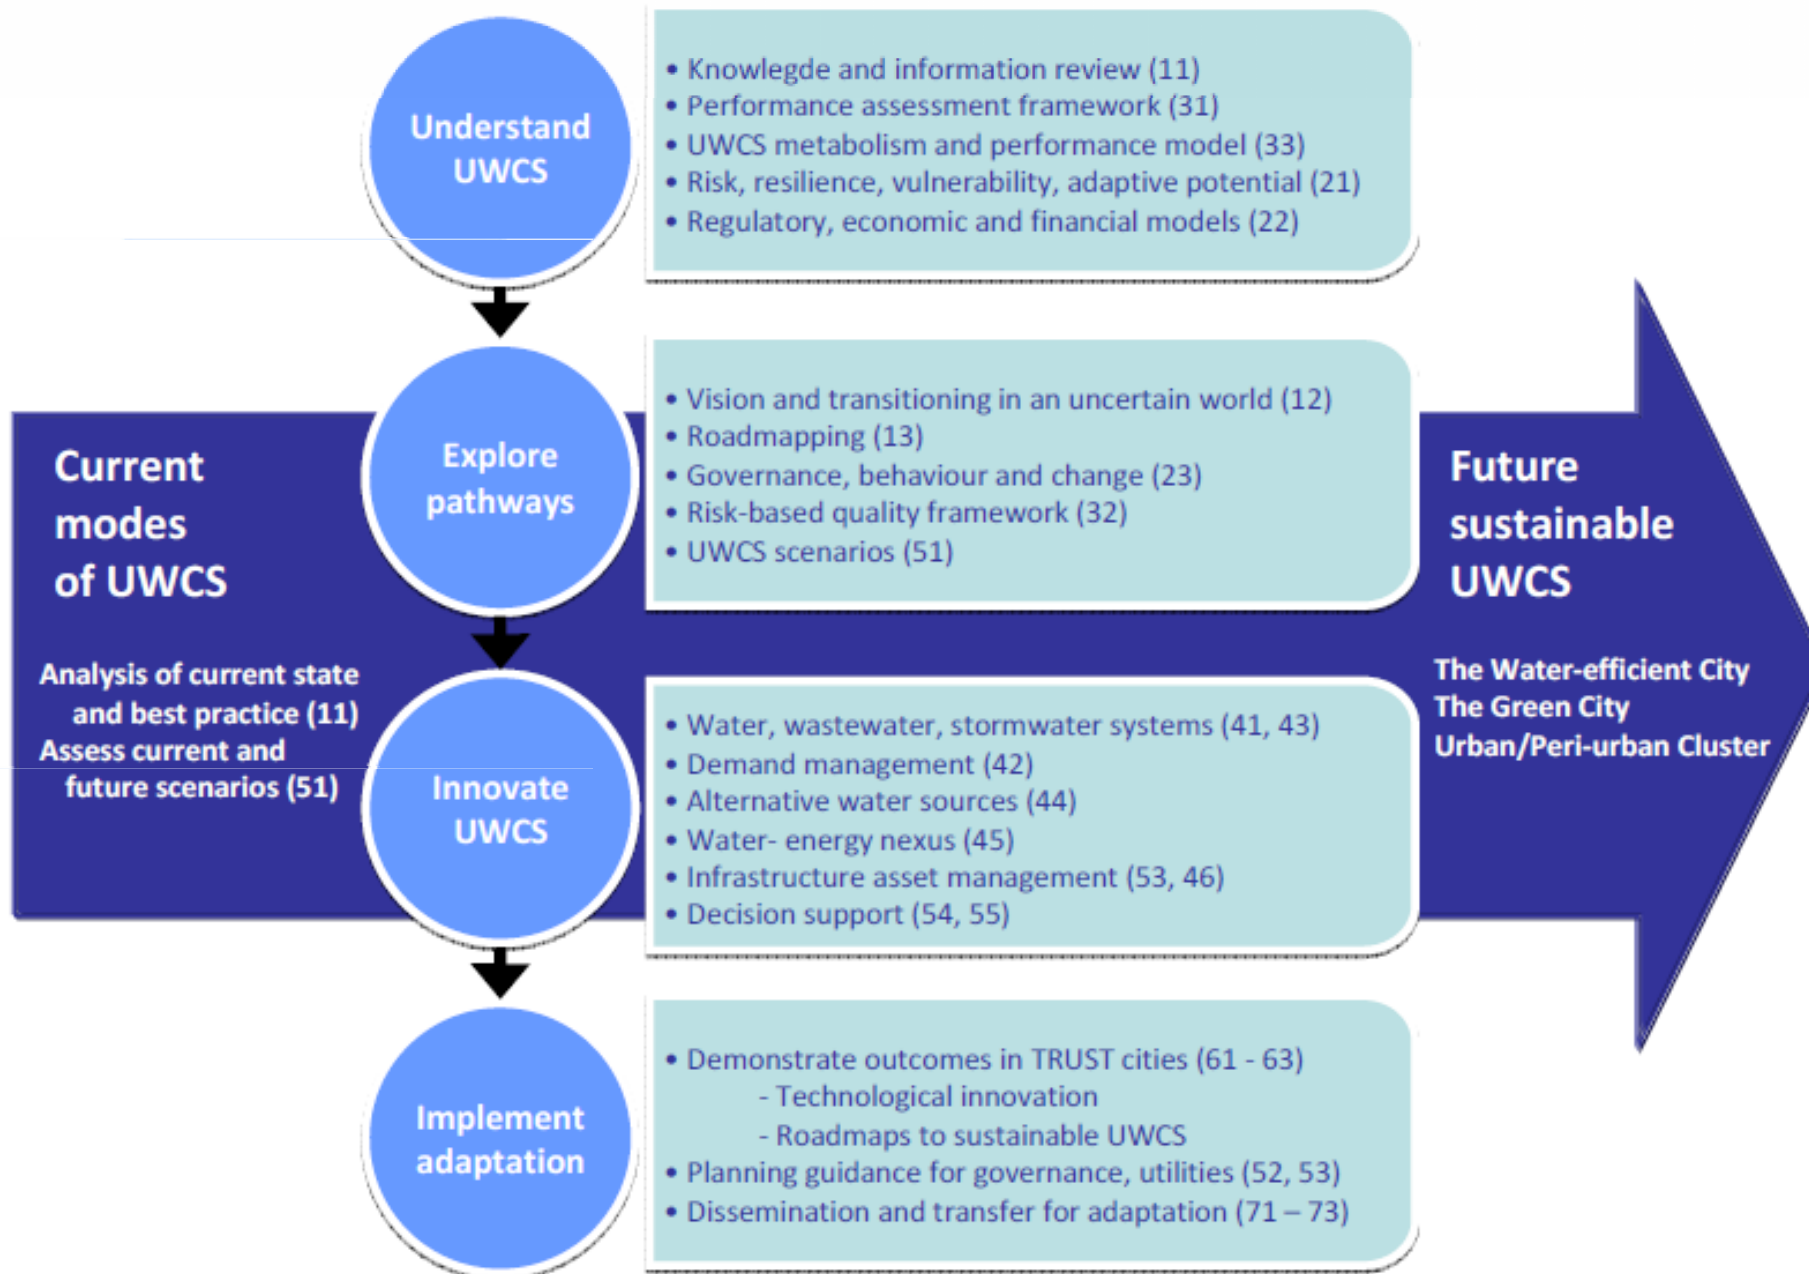 Understand
UWCS
• Knowlegde and information review (11)
• Performance assessment framework (31)
• UWCS metabolism and performance model (33)
• Risk, resilience, vulnerability, adaptive potential (21)
• Regulatory, economic and financial models (22)
Current
modes
of UWCS
Analysis of current state
and best practice (11)
Assess current and
future scenarios (51)
Explore
pathways
• Vision and transitioning in an uncertain world (12)
• Roadmapping (13)
• Governance, behaviour and change (23)
• Risk-based quality framework (32)
• UWCS scenarios (51)
Innovate
UWCS
• Water, wastewater, stormwater systems (41, 43)
• Demand management (42)
• Alternative water sources (44)
• Water- energy nexus (45)
• Infrastructure asset management (53, 46)
• Decision support (54, 55)
Future
sustainable
UWCS
The Water-efficient City
The Green City
Urban/Peri-urban Cluster
Implement
adaptation
• Demonstrate outcomes in TRUST cities (61 - 63)
- Technological innovation
- Roadmaps to sustainable UWCS
• Planning guidance for governance, utilities (52, 53)
• Dissemination and transfer for adaptation (71 – 73)